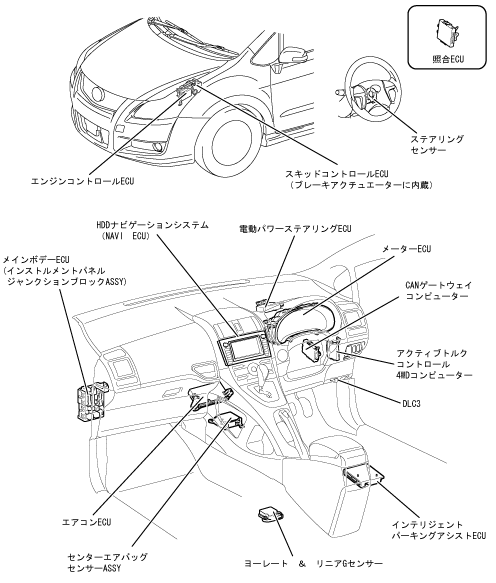 照合ECU
ステアリング
センサー
エンジンコントロールECU
スキッドコントロールECU
(ブレーキアクチュエーターに内蔵)
HDDナビゲーションシステム
(NAVI ECU)
電動パワーステアリングECU
メーターECU
メインボデーECU
(インストルメントパネル
ジャンクションブロックASSY)
CANゲートウェイ
コンピューター
アクティブトルク
コントロール
4WDコンピューター
DLC3
エアコンECU
センターエアバッグ
センサーASSY
ヨーレート & リニアGセンサー
インテリジェント
パーキングアシストECU